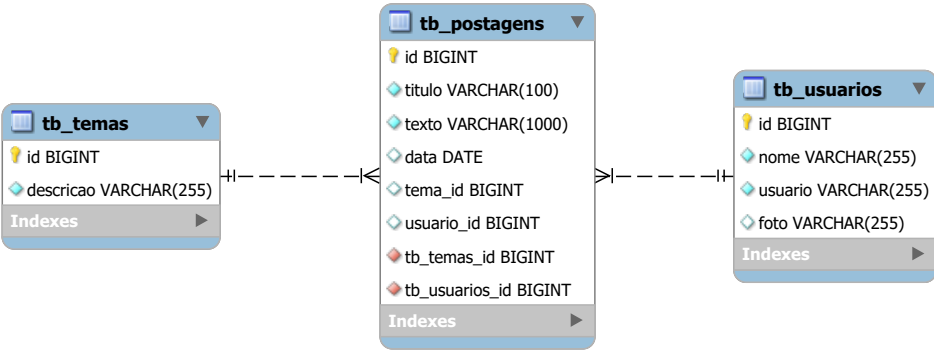 tb_temas
id BIGINT
descricao VARCHAR(255)
Indexes
tb_postagens
id BIGINT
titulo VARCHAR(100)
texto VARCHAR(1000)
data DATE
tema_id BIGINT
usuario_id BIGINT
tb_temas_id BIGINT
tb_usuarios_id BIGINT
Indexes
tb_usuarios
id BIGINT
nome VARCHAR(255)
usuario VARCHAR(255)
foto VARCHAR(255)
Indexes